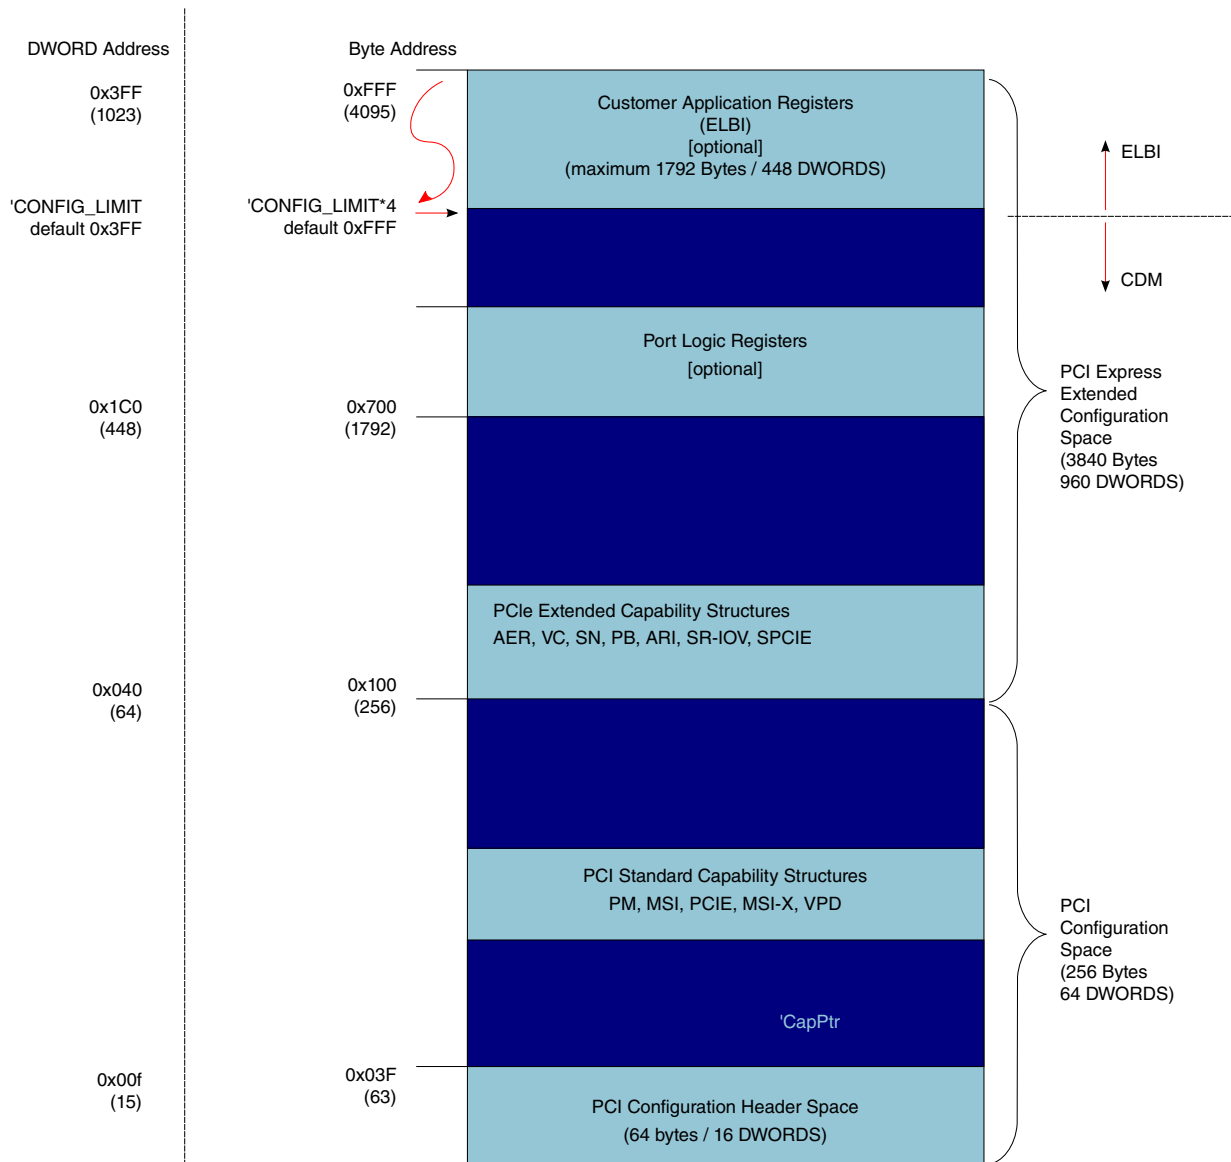 DWORD Address
Byte Address
0x3FF
(1023)
0xFFF
(4095)
Customer Application Registers
(ELBI)
[optional]
(maximum 1792 Bytes / 448 DWORDS)
ELBI
'CONFIG_LIMIT
default 0x3FF
'CONFIG_LIMIT*4
default 0xFFF
CDM
Port Logic Registers
[optional]
PCI Express
Extended
Configuration
Space
(3840 Bytes
960 DWORDS)
0x1C0
(448)
0x700
(1792)
PCIe Extended Capability Structures
AER, VC, SN, PB, ARI, SR-IOV, SPCIE
0x040
(64)
0x100
(256)
PCI Standard Capability Structures
PM, MSI, PCIE, MSI-X, VPD
PCI
Configuration
Space
(256 Bytes
64 DWORDS)
'CapPtr
0x00f
(15)
0x03F
(63)
PCI Configuration Header Space
(64 bytes / 16 DWORDS)